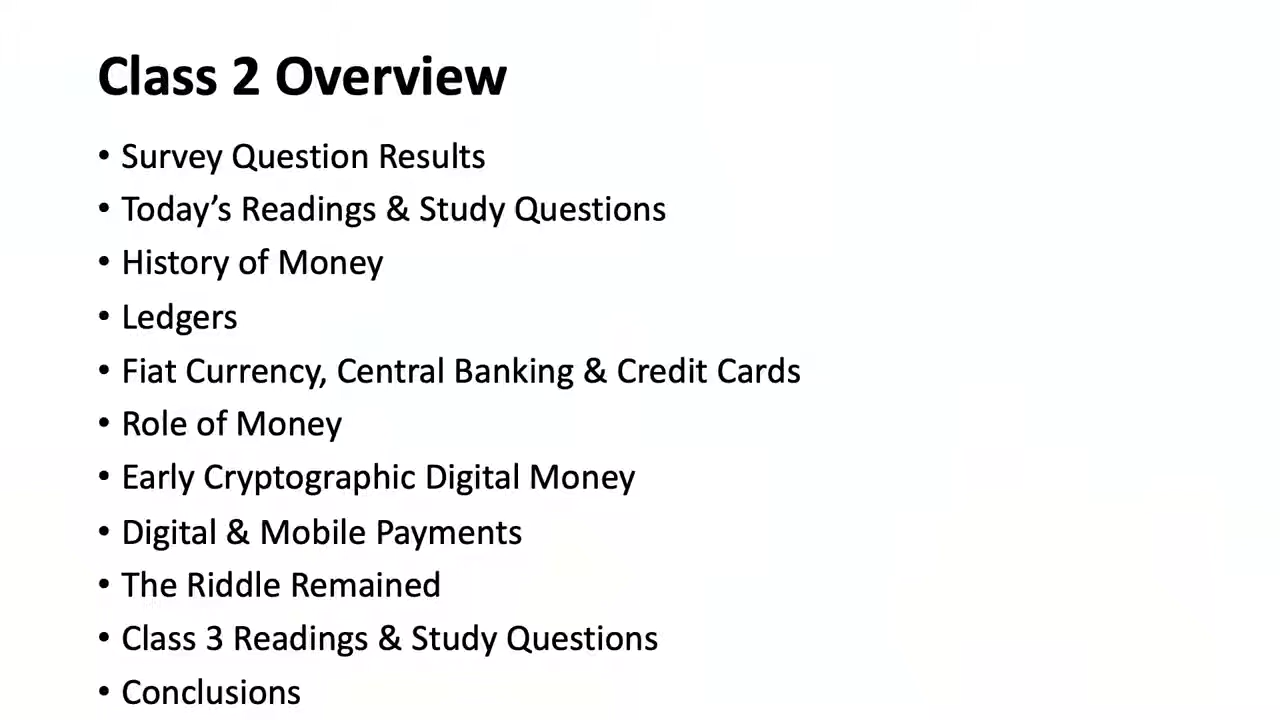 Class 2 Overview
• Survey Question Results
• Today’s Readings & Study Questions
• History of Money
• Ledgers
• Fiat Currency, Central Banking & Credit Cards
• Role of Money
• Early Cryptographic Digital Money
• Digital & Mobile Payments
• The Riddle Remained
• Class 3 Readings & Study Questions
• Conclusions